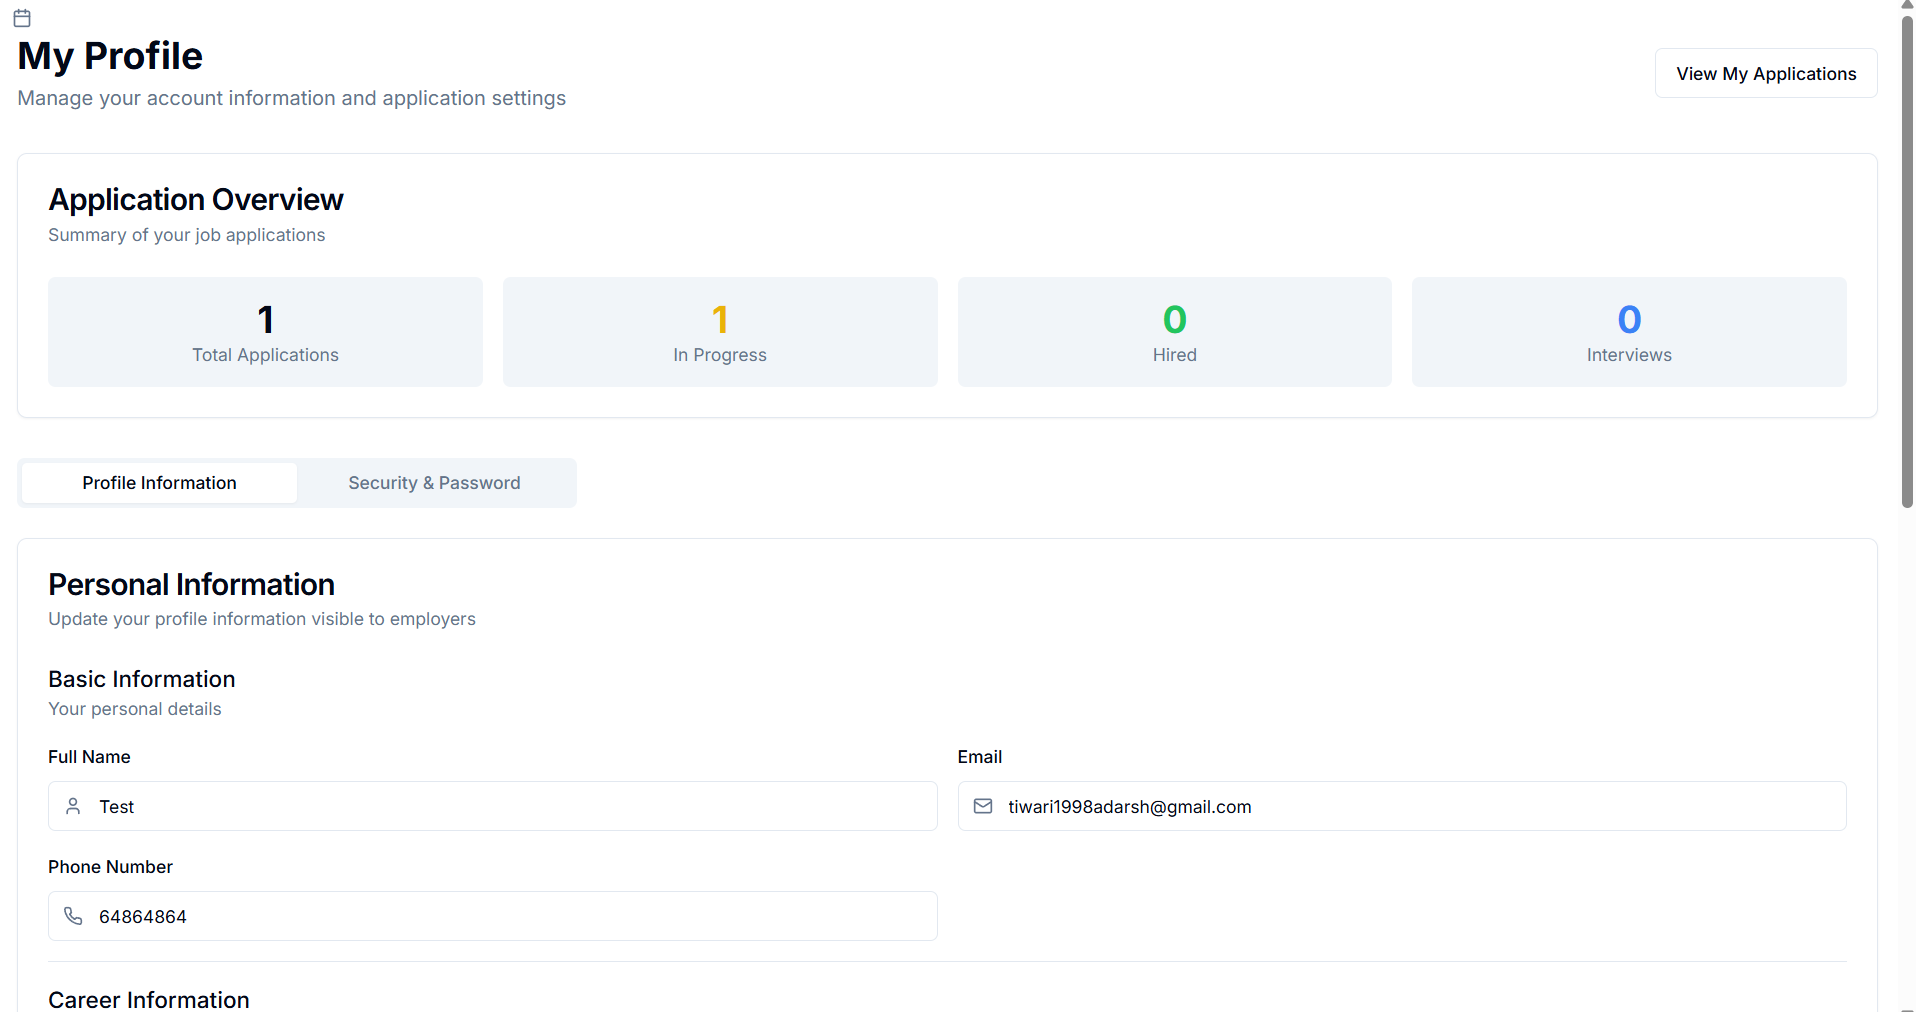 My Profile
Manage your account information and application settings
View My Applications
Application Overview
Summary of your job applications
1
Total Applications
1
In Progress
0
Hired
0
Interviews
Profile Information
Security & Password
Personal Information
Update your profile information visible to employers
Basic Information
Your personal details
Full Name
Test
Email
tiwari1998adarsh@gmail.com
Phone Number
64864864
Career Information